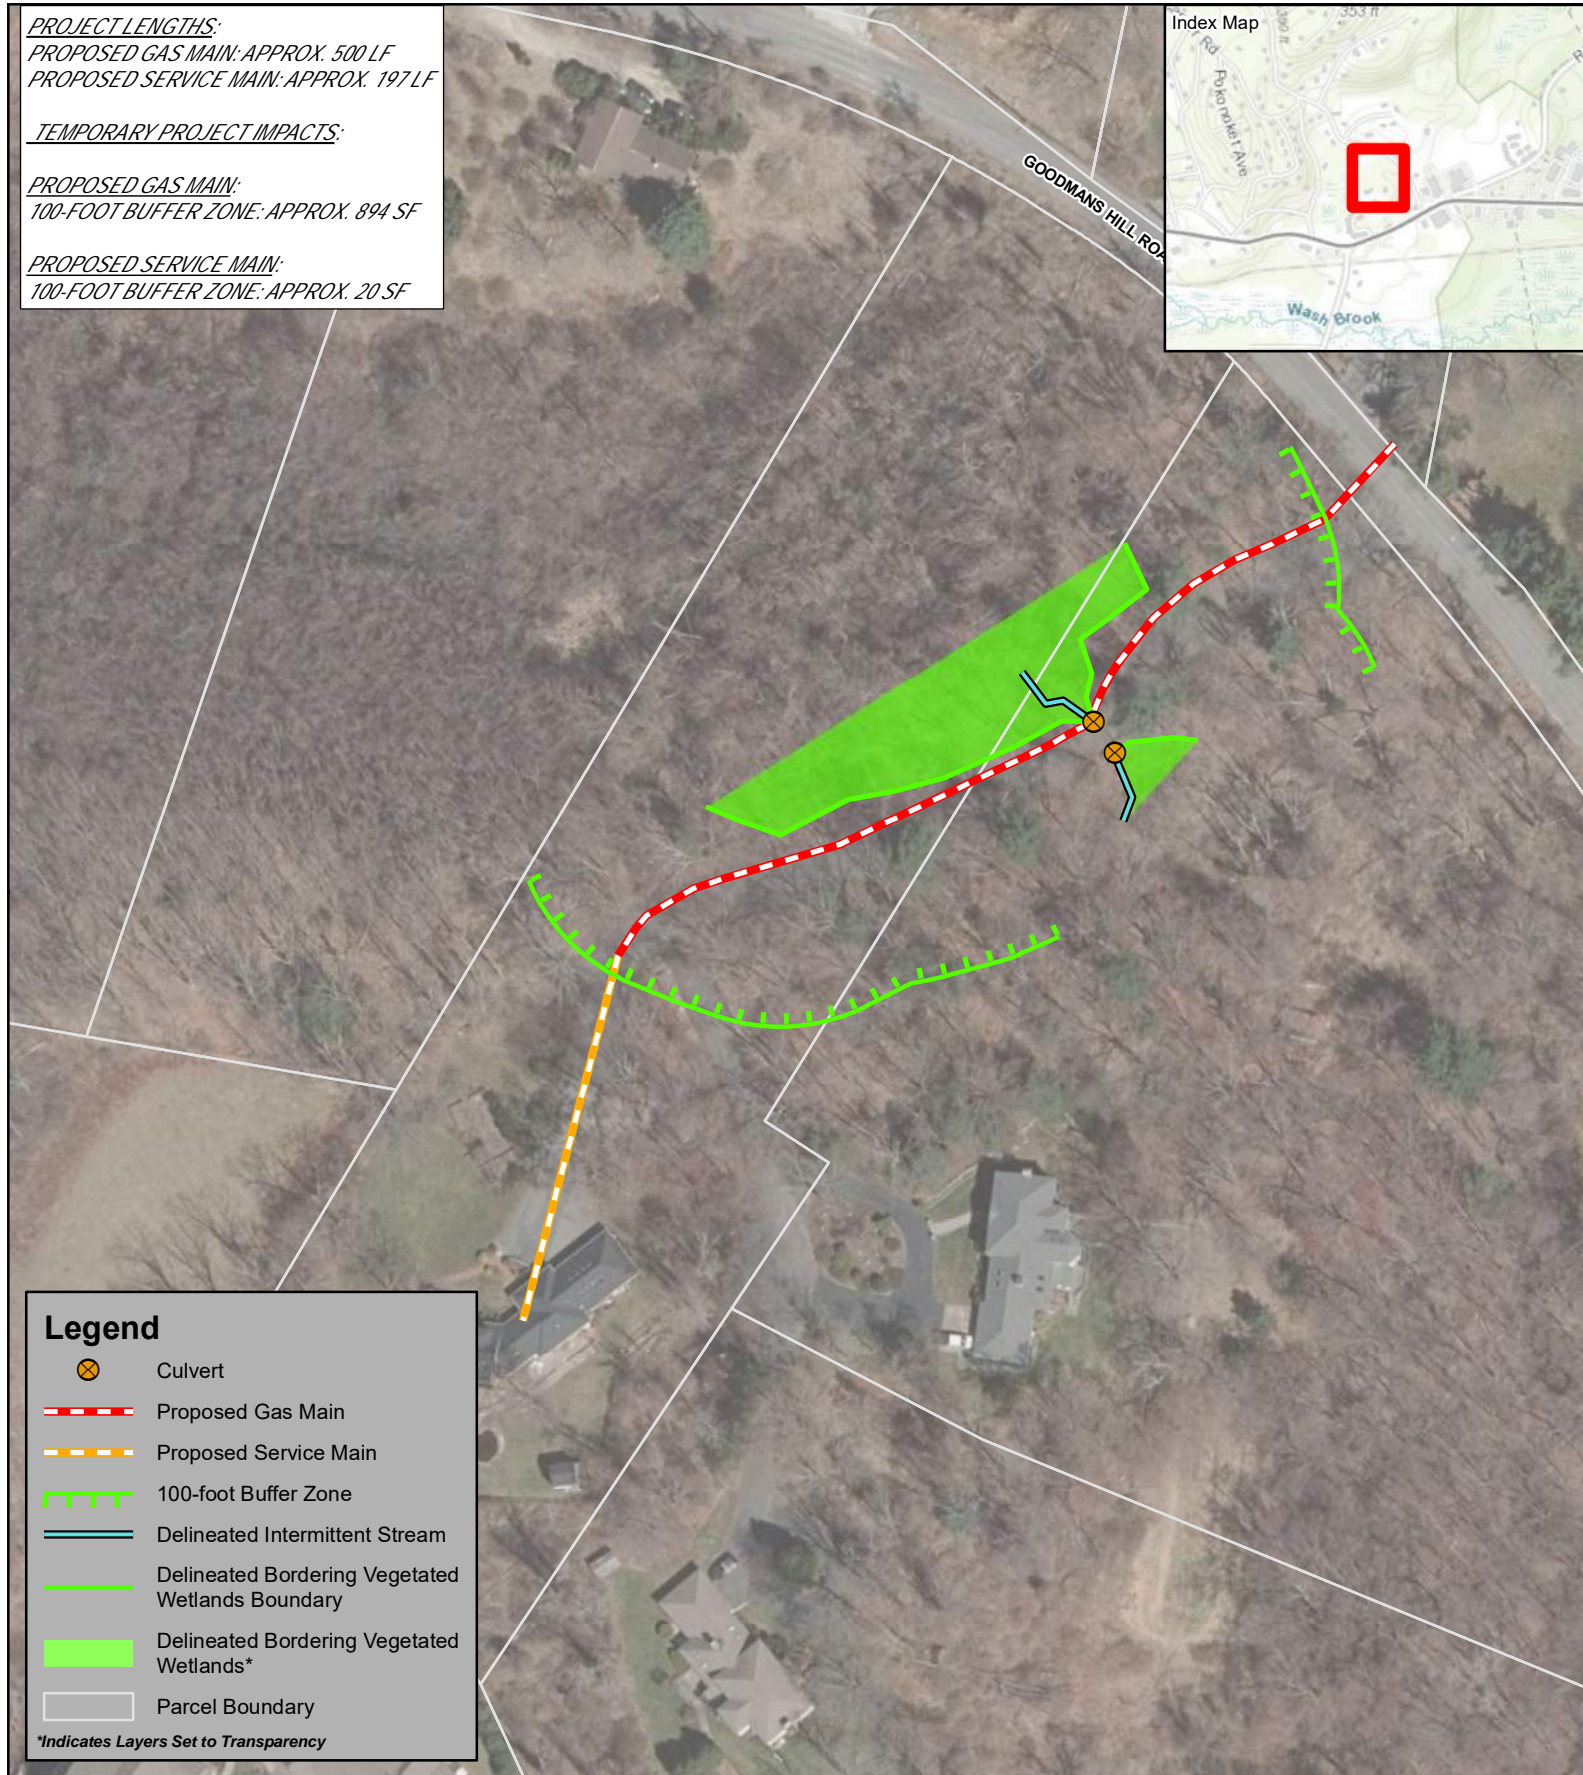 PROJECT LENGTHS:
PROPOSED GAS MAIN: APPROX. 500 LF
PROPOSED SERVICE MAIN: APPROX. 197 LF
TEMPORARY PROJECT IMPACTS:
PROPOSED GAS MAIN:
100-FOOT BUFFER ZONE: APPROX. 894 SF
PROPOSED SERVICE MAIN:
100-FOOT BUFFER ZONE: APPROX. 20 SF
Index Map
353 ft
Rd
Pokonoket Ave
Wash Brook
GOODMANS HILL ROA
Legend
Culvert
Proposed Gas Main
Proposed Service Main
100-foot Buffer Zone
Delineated Intermittent Stream
Delineated Bordering Vegetated
Wetlands Boundary
Delineated Bordering Vegetated
Wetlands*
Parcel Boundary
*Indicates Layers Set to Transparency